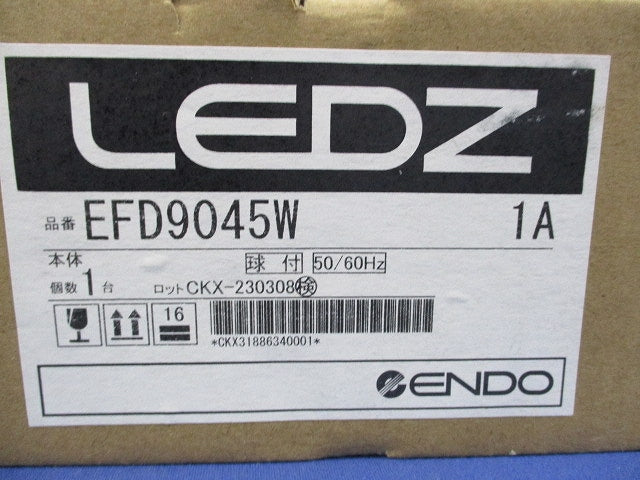 LEDZ
品番 EFD9045W 1A
本体 球付 50/60Hz
個数 1 台 ロット CKX-230308 検
16
*CKX31886340001*
ENDO